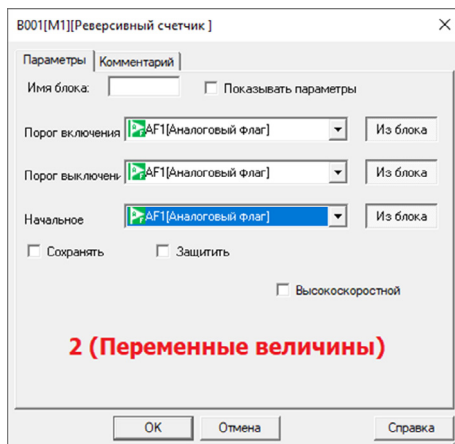 B001[M1][Реверсивный счетчик ]
Параметры Комментарий
Имя блока: Показывать параметры
Порог включения AF1[Аналоговый флаг] Из блока
Порог выключени AF1[Аналоговый флаг] Из блока
Начальное AF1[Аналоговый флаг] Из блока
Сохранять Защитить
Высокоскоростной
2 (Переменные величины)
OK Отмена Справка